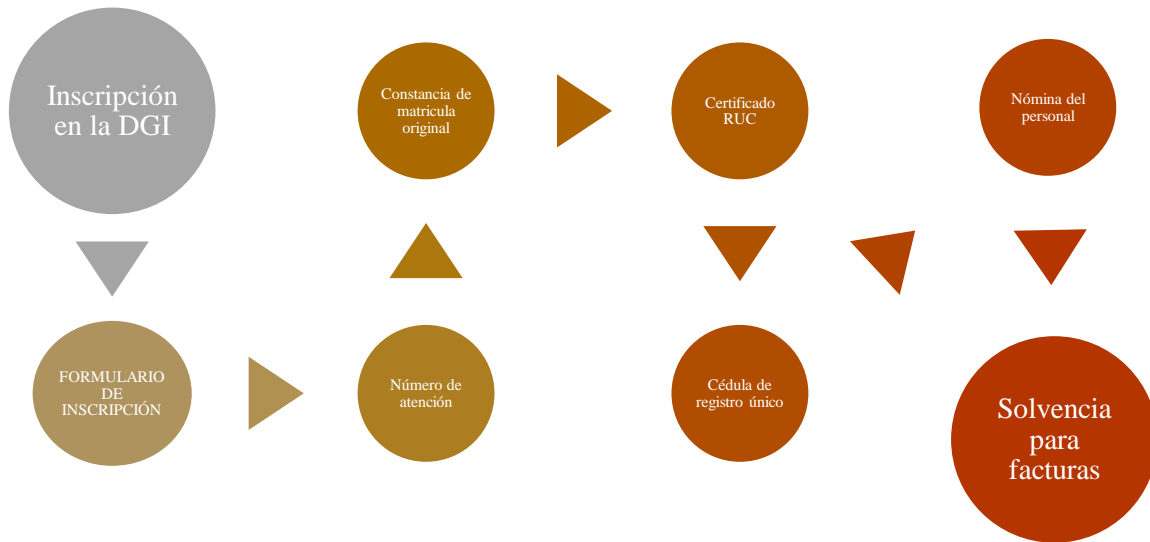 Inscripción
en la DGI
FORMULARIO
DE
INSCRIPCIÓN
Número de
atención
Constancia de
matricula
original
Certificado
RUC
Cédula de
registro único
Nómina del
personal
Solvencia
para
facturas